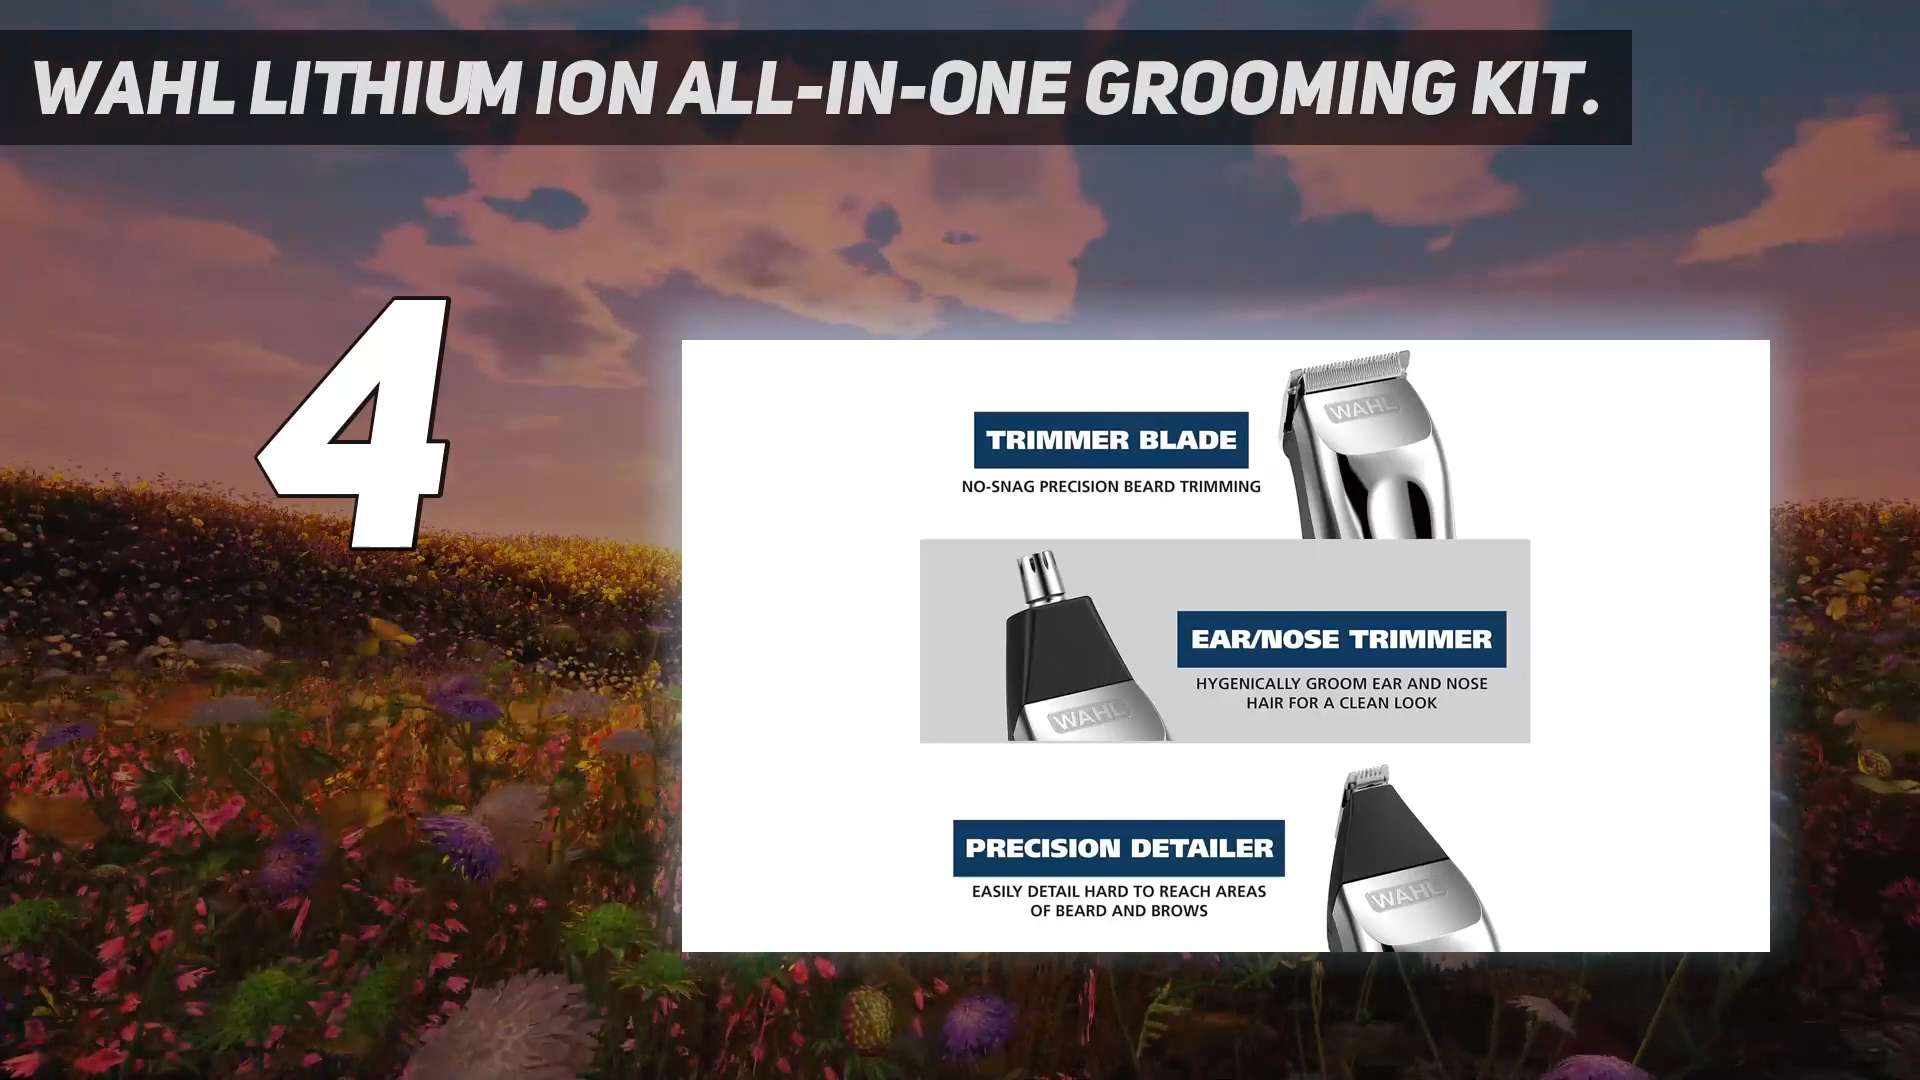 WAHL LITHIUM ION ALL-IN-ONE GROOMING KIT.
4
WAHL
TRIMMER BLADE
NO-SNAG PRECISION BEARD TRIMMING
EAR/NOSE TRIMMER
HYGENICALLY GROOM EAR AND NOSE
HAIR FOR A CLEAN LOOK
WAHL
PRECISION DETAILER
EASILY DETAIL HARD TO REACH AREAS
OF BEARD AND BROWS
WAHL